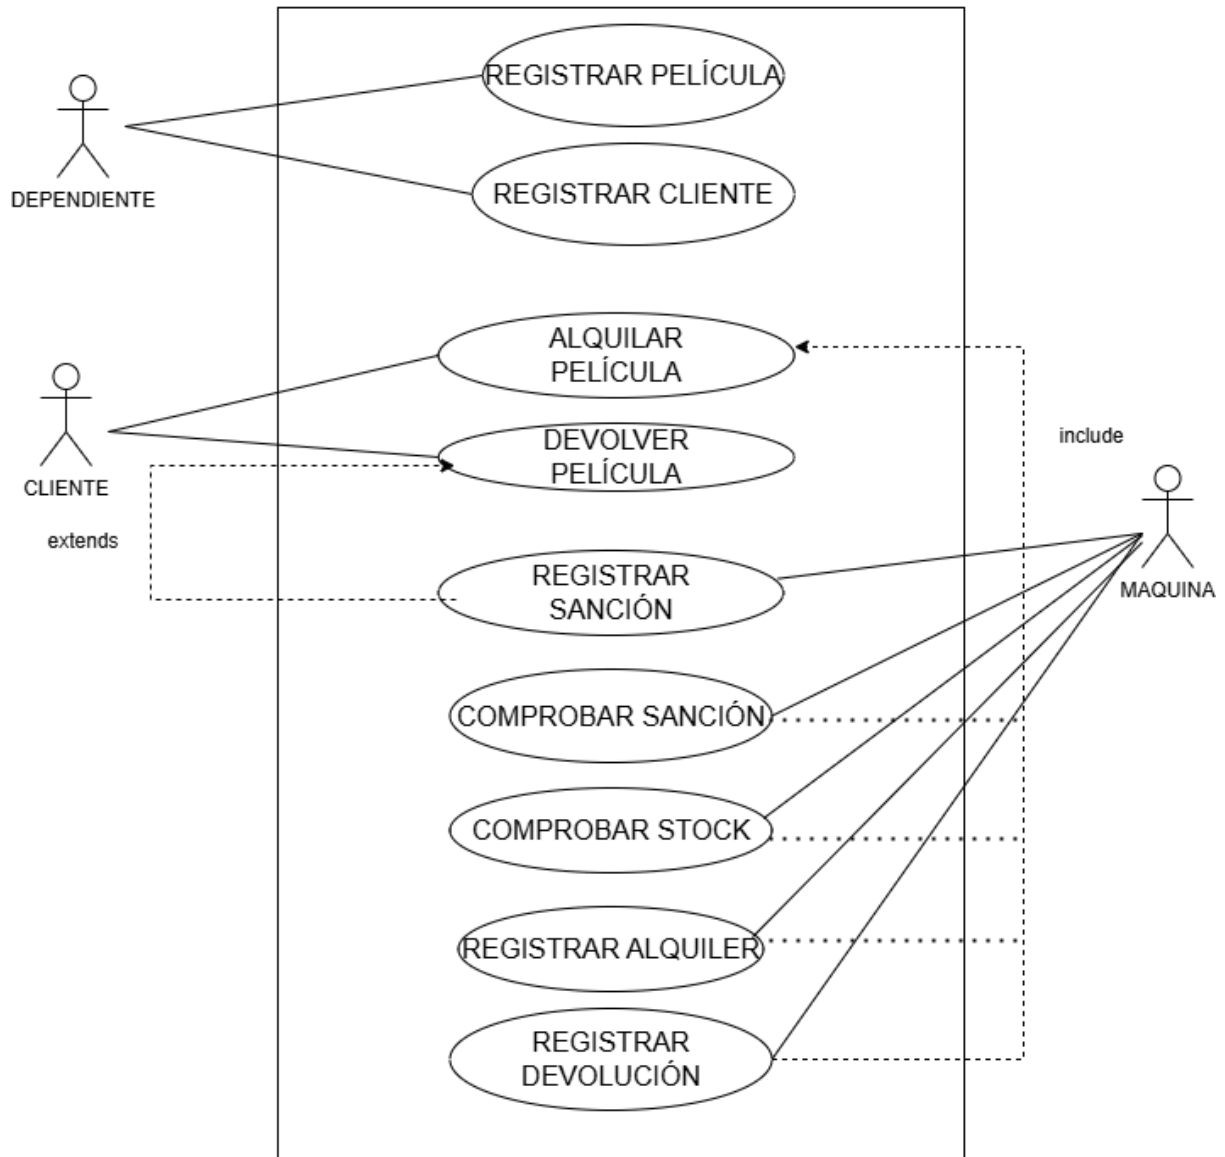 REGISTRAR PELÍCULA
DEPENDIENTE
REGISTRAR CLIENTE
ALQUILAR
PELÍCULA
CLIENTE
DEVOLVER
PELÍCULA
include
extends
REGISTRAR
SANCIÓN
MAQUINA
COMPROBAR SANCIÓN
COMPROBAR STOCK
REGISTRAR ALQUILER
REGISTRAR
DEVOLUCIÓN